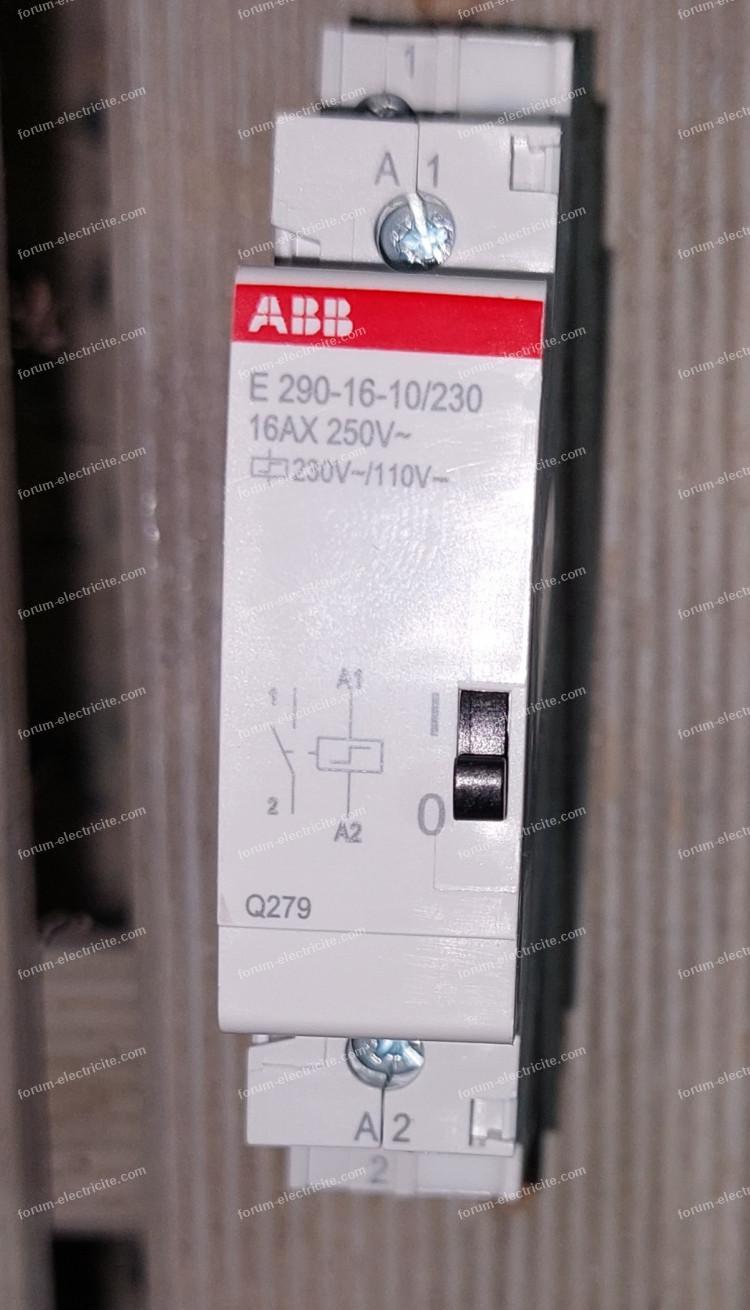 1
A 1
ABB
E 290-16-10/230
16AX 250V~
230V~/110V⎓
1
A1
I
2
A2
0
Q279
A 2
2
forum-electricite.com